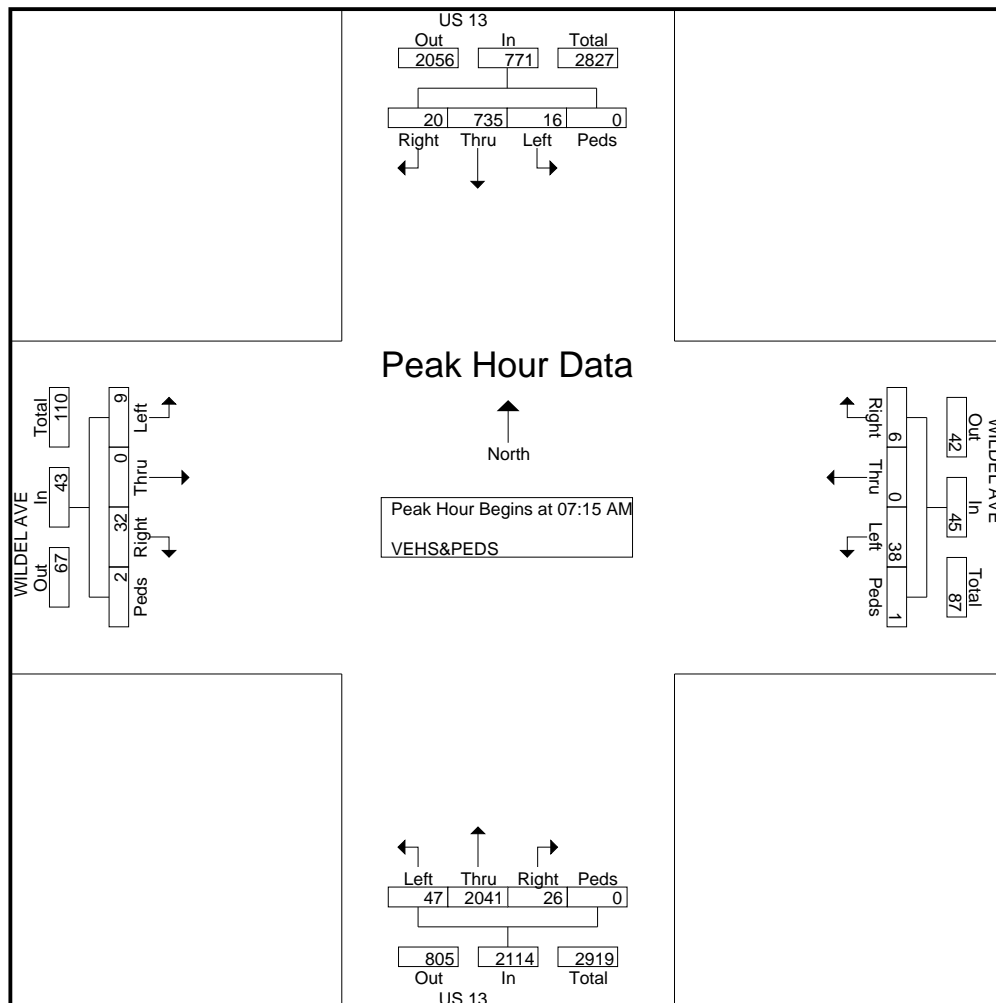 US 13
Out In Total
2056 771 2827
20 735 16 0
Right Thru Left Peds
Peak Hour Data
North
Peak Hour Begins at 07:15 AM
VEHS&PEDS
WILDEL AVE
Total In Out
110 43 67
9 0 32 2
Left Thru Right Peds
WILDEL AVE
Out In Total
42 45 87
6 0 38 1
Right Thru Left Peds
Left Thru Right Peds
47 2041 26 0
805 2114 2919
Out In Total
US 13